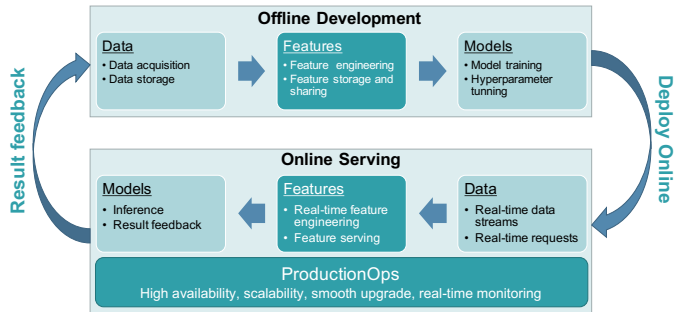 Offline Development
Data
• Data acquisition
• Data storage
Features
• Feature engineering
• Feature storage and
sharing
Models
• Model training
• Hyperparameter
tunning
Result feedback
Deploy Online
Online Serving
Models
• Inference
• Result feedback
Features
• Real-time feature
engineering
• Feature serving
Data
• Real-time data
streams
• Real-time requests
ProductionOps
High availability, scalability, smooth upgrade, real-time monitoring